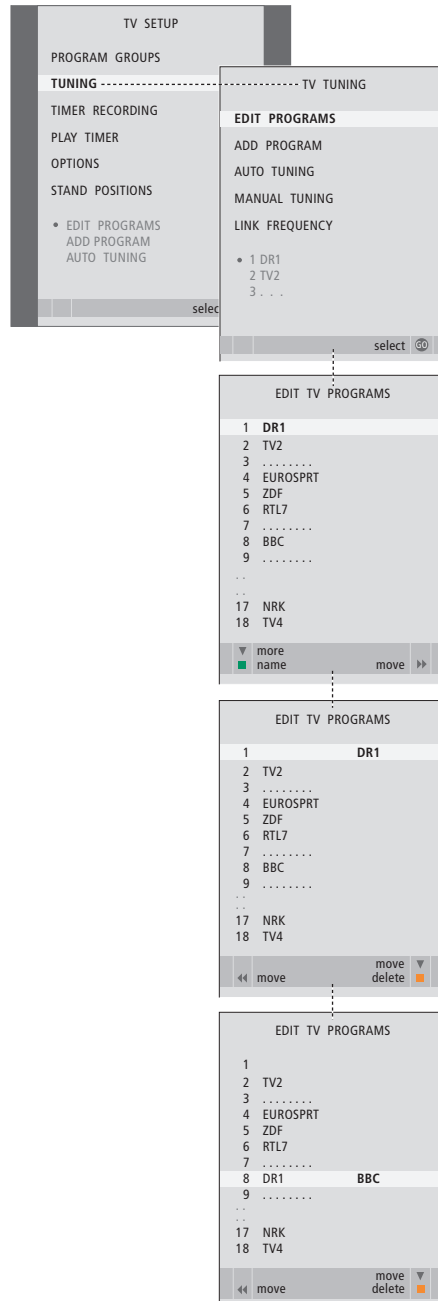 TV SETUP
PROGRAM GROUPS
TUNING
TIMER RECORDING
PLAY TIMER
OPTIONS
STAND POSITIONS
• EDIT PROGRAMS
ADD PROGRAM
AUTO TUNING
selec
TV TUNING
EDIT PROGRAMS
ADD PROGRAM
AUTO TUNING
MANUAL TUNING
LINK FREQUENCY
• 1 DR1
2 TV2
3 . . .
select GO
EDIT TV PROGRAMS
1 DR1
2 TV2
3 . . . . . . . .
4 EUROSPRT
5 ZDF
6 RTL7
7 . . . . . . . .
8 BBC
9 . . . . . . . .
. .
. .
17 NRK
18 TV4
more
name move
EDIT TV PROGRAMS
1 DR1
2 TV2
3 . . . . . . . .
4 EUROSPRT
5 ZDF
6 RTL7
7 . . . . . . . .
8 BBC
9 . . . . . . . .
. .
. .
17 NRK
18 TV4
move
move delete
EDIT TV PROGRAMS
1
2 TV2
3 . . . . . . . .
4 EUROSPRT
5 ZDF
6 RTL7
7 . . . . . . . .
8 DR1 BBC
9 . . . . . . . .
. .
. .
17 NRK
18 TV4
move
move delete